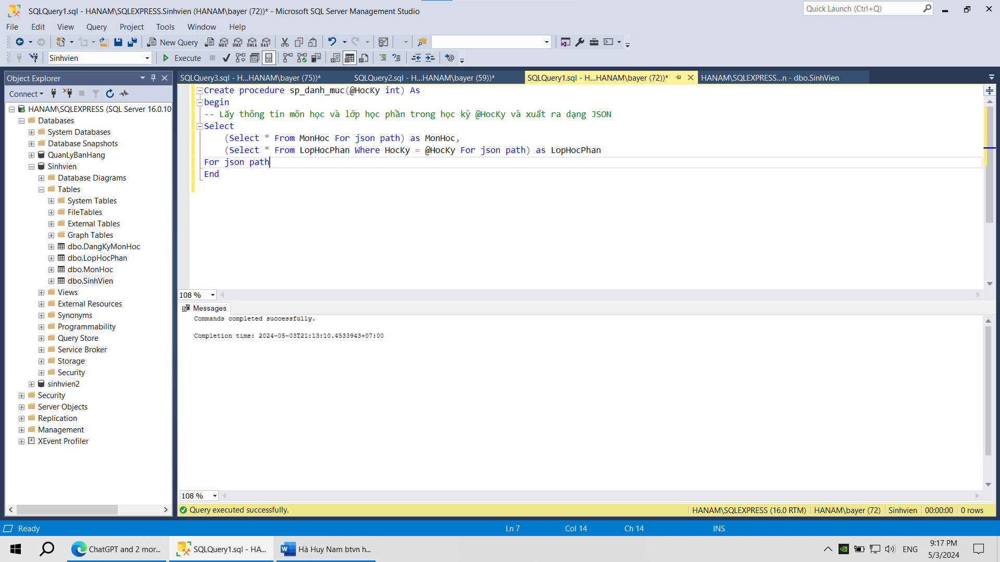 SQLQuery1.sql - HANAM\SQLEXPRESS.Sinhvien (HANAM\bayer (72))* - Microsoft SQL Server Management Studio
Quick Launch (Ctrl+Q)
File Edit View Query Project Tools Window Help
New Query MDX DMX XMLA DAX
Sinhvien Execute
Object Explorer
Connect
HANAM\SQLEXPRESS (SQL Server 16.0.10
Databases
System Databases
Database Snapshots
QuanLyBanHang
Sinhvien
Database Diagrams
Tables
System Tables
FileTables
External Tables
Graph Tables
dbo.DangKyMonHoc
dbo.LopHocPhan
dbo.MonHoc
dbo.SinhVien
Views
External Resources
Synonyms
Programmability
Query Store
Service Broker
Storage
Security
sinhvien2
Security
Server Objects
Replication
Management
XEvent Profiler
SQLQuery3.sql - H...HANAM\bayer (75))* SQLQuery2.sql - H...HANAM\bayer (59))* SQLQuery1.sql - H...HANAM\bayer (72))* HANAM\SQLEXPRESS...n - dbo.SinhVien
Create procedure sp_danh_muc(@HocKy int) As
begin
-- Lấy thông tin môn học và lớp học phần trong học kỳ @HocKy và xuất ra dạng JSON
Select
(Select * From MonHoc For json path) as MonHoc,
(Select * From LopHocPhan Where HocKy = @HocKy For json path) as LopHocPhan
For json path
End
108 %
Messages
Commands completed successfully.
Completion time: 2024-05-03T21:13:10.4533943+07:00
108 %
Query executed successfully. HANAM\SQLEXPRESS (16.0 RTM) HANAM\bayer (72) Sinhvien 00:00:00 0 rows
Ready Ln 7 Col 14 Ch 14 INS
ChatGPT and 2 mor... SQLQuery1.sql - HA... Hà Huy Nam btvn h... ENG 9:17 PM
5/3/2024